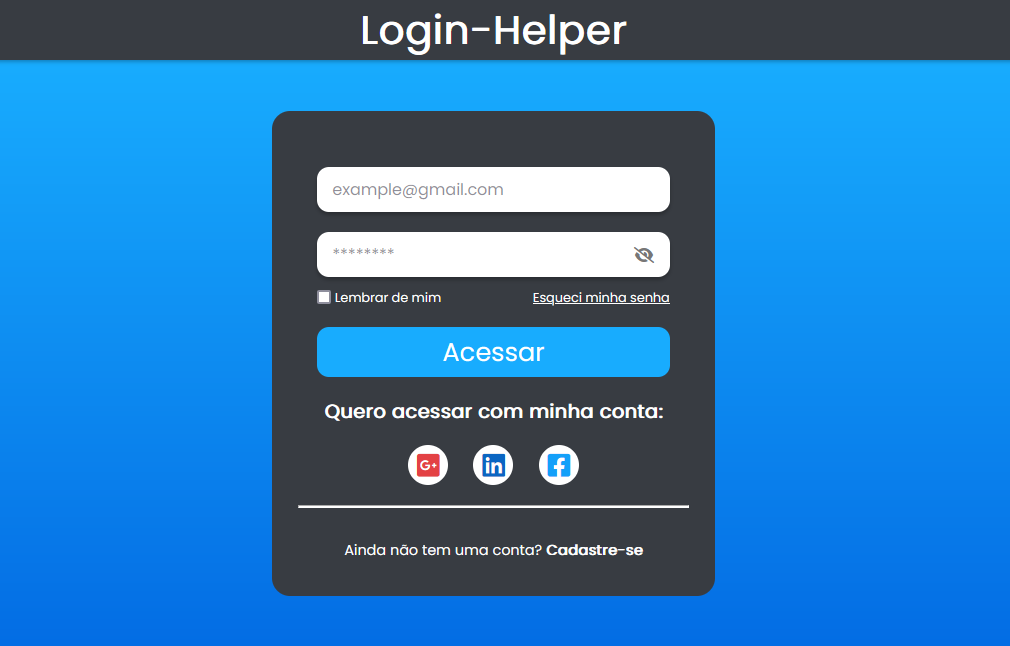 Login-Helper
example@gmail.com
********
Lembrar de mim
Esqueci minha senha
Acessar
Quero acessar com minha conta:
G+
in
f
Ainda não tem uma conta? Cadastre-se